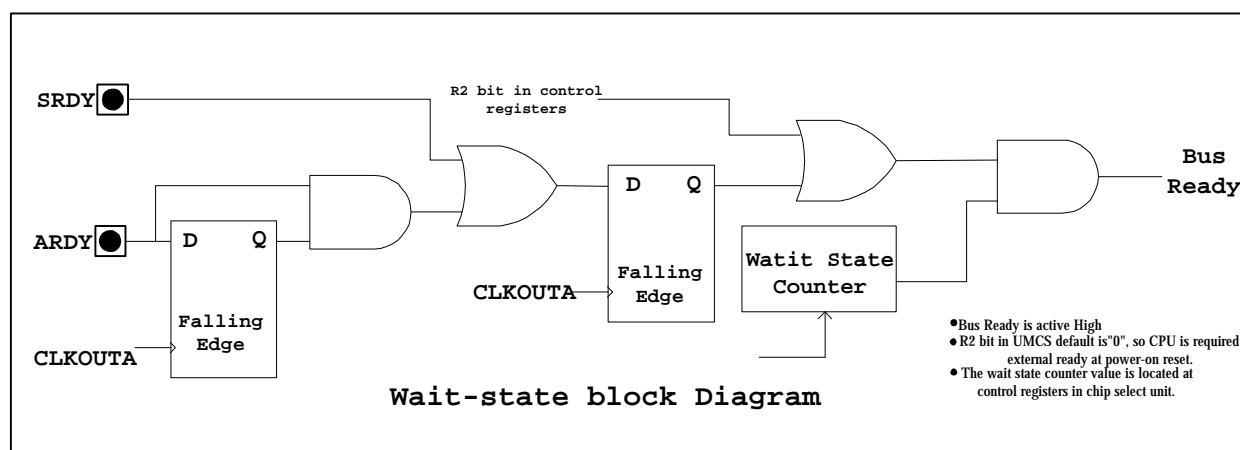 SRDY
R2 bit in control
registers
Bus
Ready
D Q
ARDY
D Q
Falling
Edge
CLKOUTA
Watit State
Counter
Falling
Edge
CLKOUTA
Wait-state block Diagram
●Bus Ready is active High
●R2 bit in UMCS default is"0", so CPU is required
external ready at power-on reset.
● The wait state counter value is located at
control registers in chip select unit.